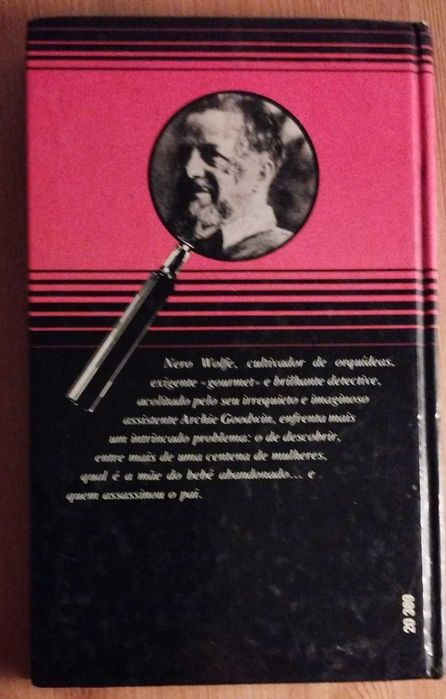 Nero Wolfe, cultivador de orquídeas,
exigente «gourmet» e brilhante detective,
acolitado pelo seu irrequieto e imaginoso
assistente Archie Goodwin, enfrenta mais
um intrincado problema: o de descobrir,
entre mais de uma centena de mulheres,
qual é a mãe do bebé abandonado... e
quem assassinou o pai.
20 380